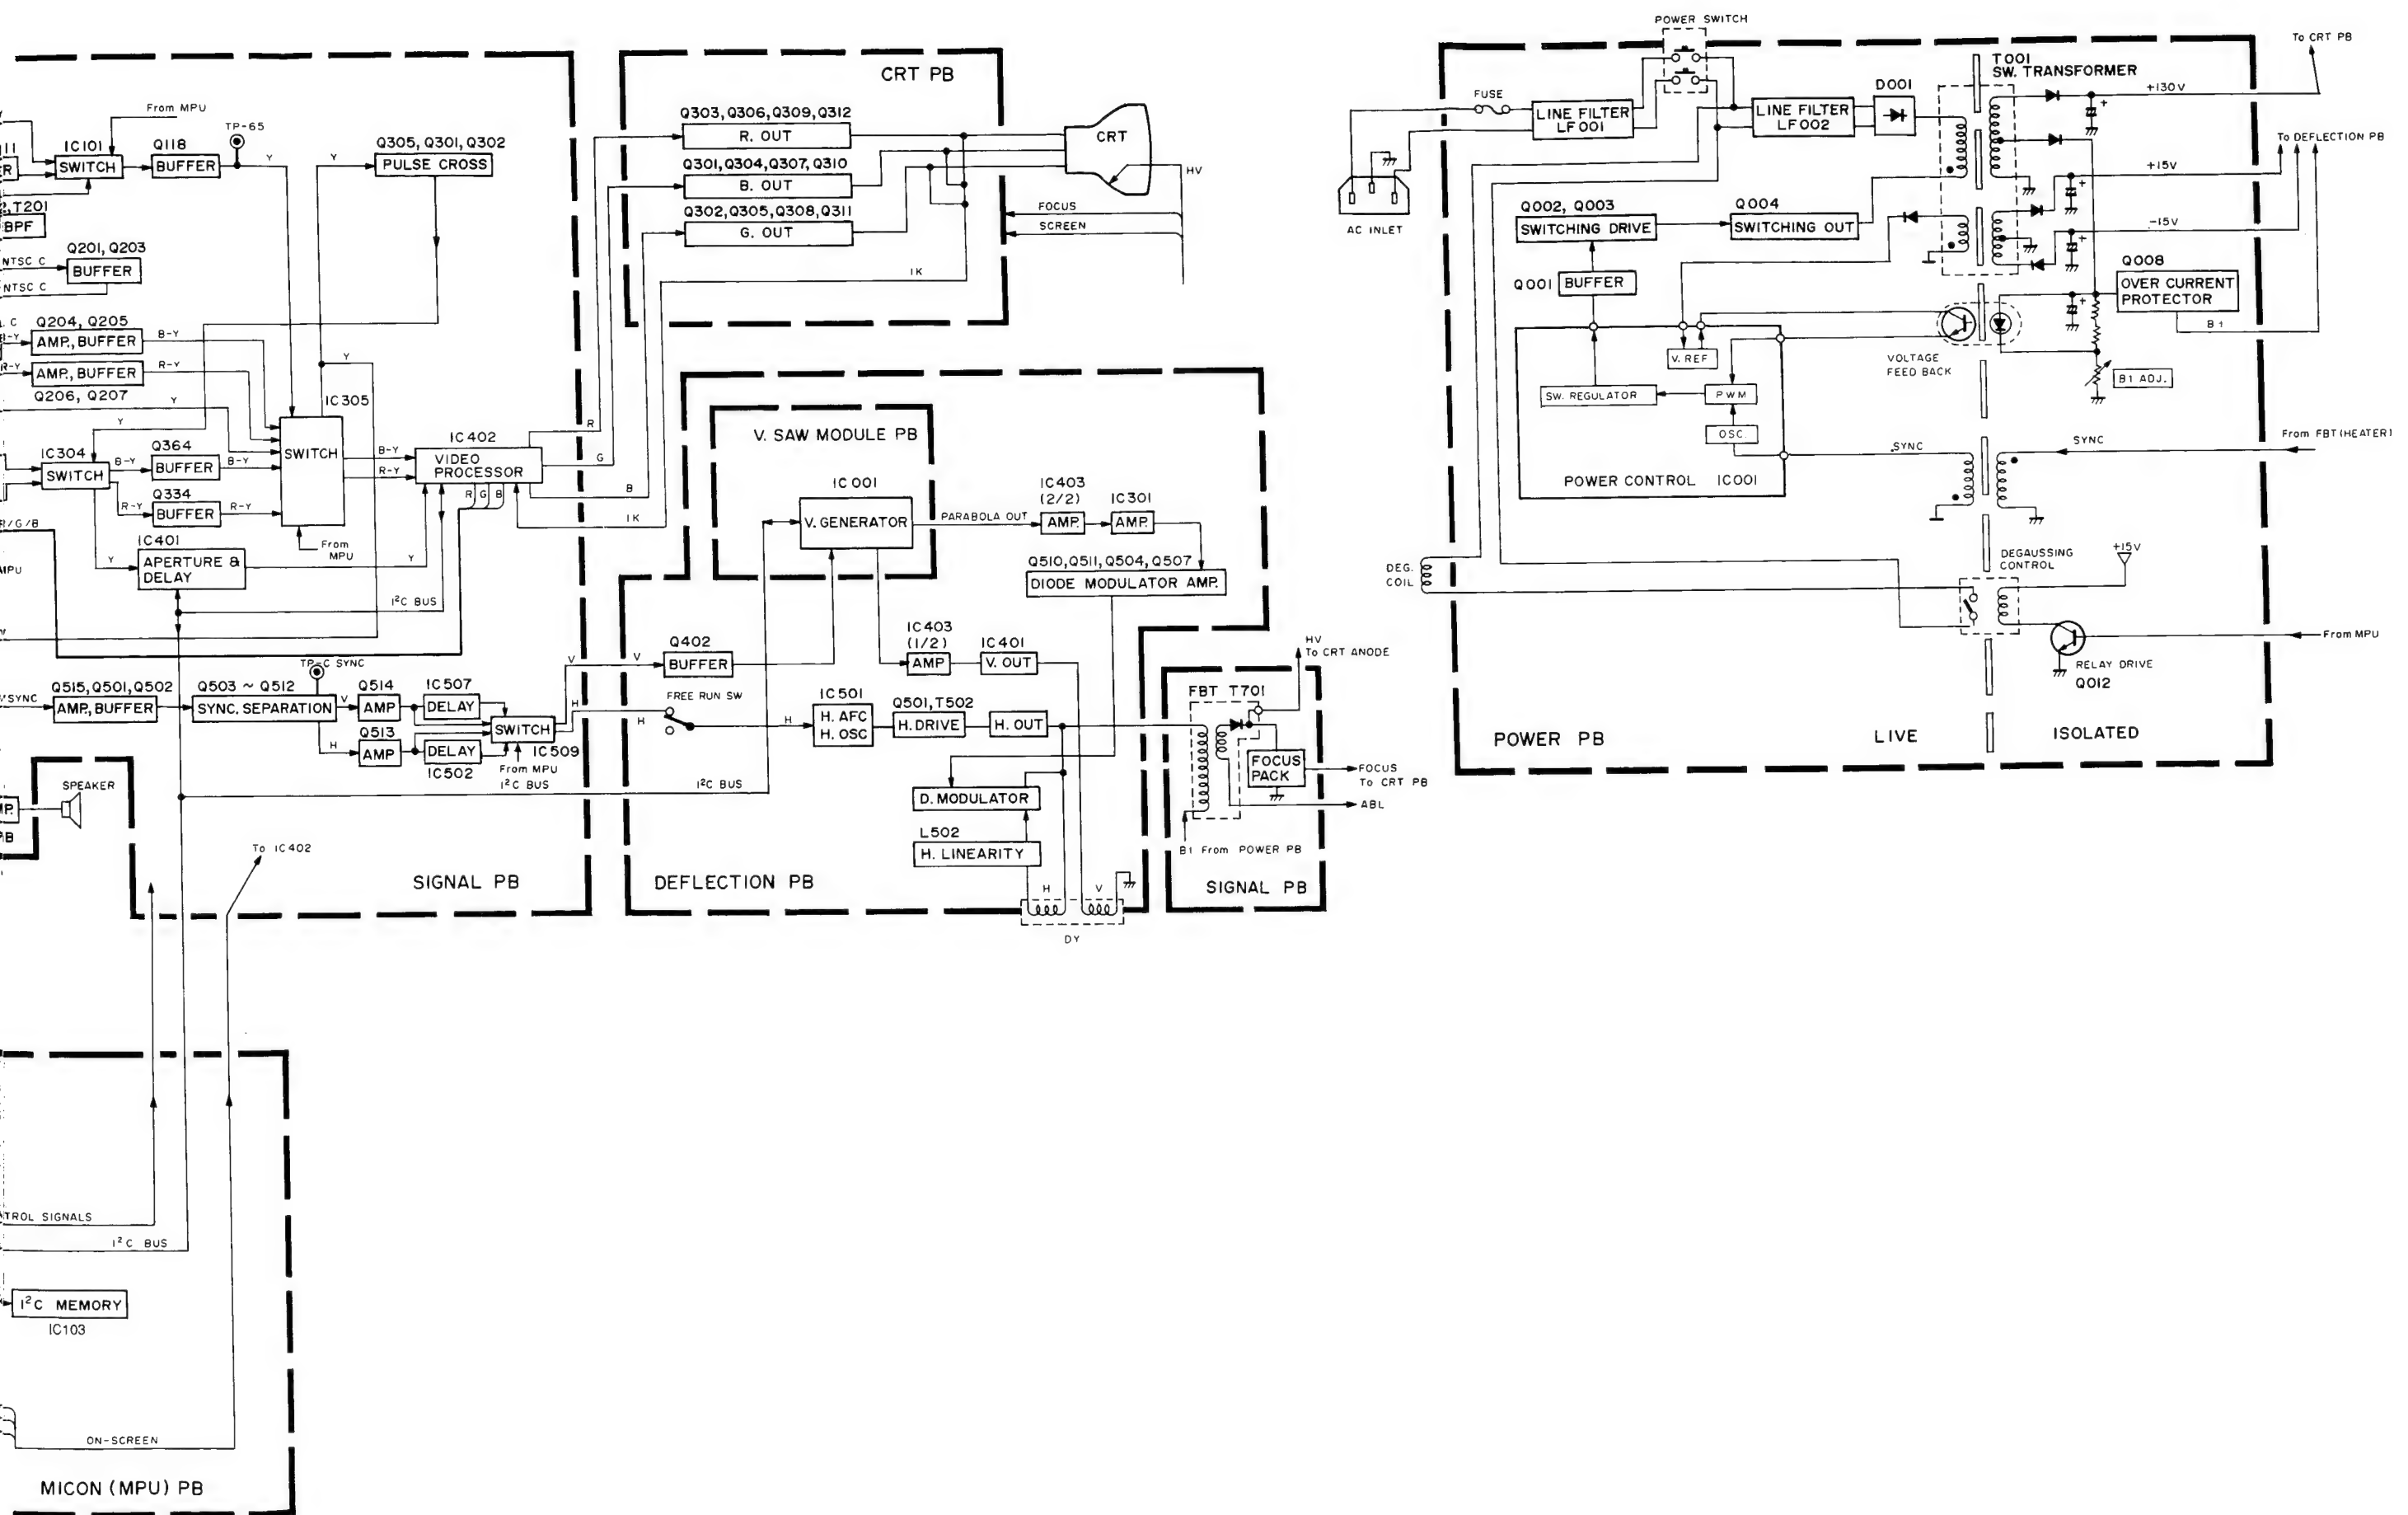 From MPU
TP-65
IC101
SWITCH
Q118
BUFFER
Y
Y
Q305, Q301, Q302
PULSE CROSS
T201
BPF
Q201, Q203
NTSC C
BUFFER
NTSC C
C
Q204, Q205
B-Y
AMP., BUFFER
B-Y
R-Y
AMP., BUFFER
R-Y
Q206, Q207
Y
Y
Y
IC305
SWITCH
IC304
SWITCH
B-Y
Q364
BUFFER
B-Y
R-Y
Q334
BUFFER
R-Y
B-Y
R-Y
IC402
VIDEO
PROCESSOR
R G B
R/G/B
From
MPU
IC401
Y
APERTURE &
DELAY
Y
MPU
I²C BUS
R
G
B
IK
TP-C SYNC
SYNC
Q515, Q501, Q502
AMP., BUFFER
Q503 ~ Q512
SYNC. SEPARATION
V
Q514
AMP
IC507
DELAY
H
Q513
AMP
DELAY
IC502
SWITCH
IC509
From MPU
V
H
I²C BUS
SPEAKER
To IC402
SIGNAL PB
CRT PB
Q303, Q306, Q309, Q312
R. OUT
Q301, Q304, Q307, Q310
B. OUT
Q302, Q305, Q308, Q311
G. OUT
IK
CRT
HV
FOCUS
SCREEN
V. SAW MODULE PB
IC001
V. GENERATOR
PARABOLA OUT
IC403
(2/2)
AMP.
IC301
AMP.
Q510, Q511, Q504, Q507
DIODE MODULATOR AMP.
V
Q402
BUFFER
IC403
(1/2)
AMP
IC401
V. OUT
FREE RUN SW
H
H
IC501
H. AFC
H. OSC
Q501, T502
H. DRIVE
H. OUT
I²C BUS
D. MODULATOR
L502
H. LINEARITY
H
V
DY
DEFLECTION PB
HV
To CRT ANODE
FBT T701
FOCUS
PACK
FOCUS
To CRT PB
ABL
B1 From POWER PB
SIGNAL PB
POWER SWITCH
FUSE
LINE FILTER
LF001
LINE FILTER
LF002
D001
AC INLET
T001
SW. TRANSFORMER
To CRT PB
+130V
To DEFLECTION PB
+15V
-15V
Q002, Q003
SWITCHING DRIVE
Q004
SWITCHING OUT
Q001
BUFFER
Q008
OVER CURRENT
PROTECTOR
B1
V. REF
VOLTAGE
FEED BACK
B1 ADJ.
SW. REGULATOR
PWM
OSC.
POWER CONTROL IC001
SYNC
SYNC
From FBT (HEATER)
DEG.
COIL
DEGAUSSING
CONTROL
+15V
From MPU
RELAY DRIVE
Q012
POWER PB
LIVE
ISOLATED
TROL SIGNALS
I²C BUS
I²C MEMORY
IC103
ON-SCREEN
MICON (MPU) PB